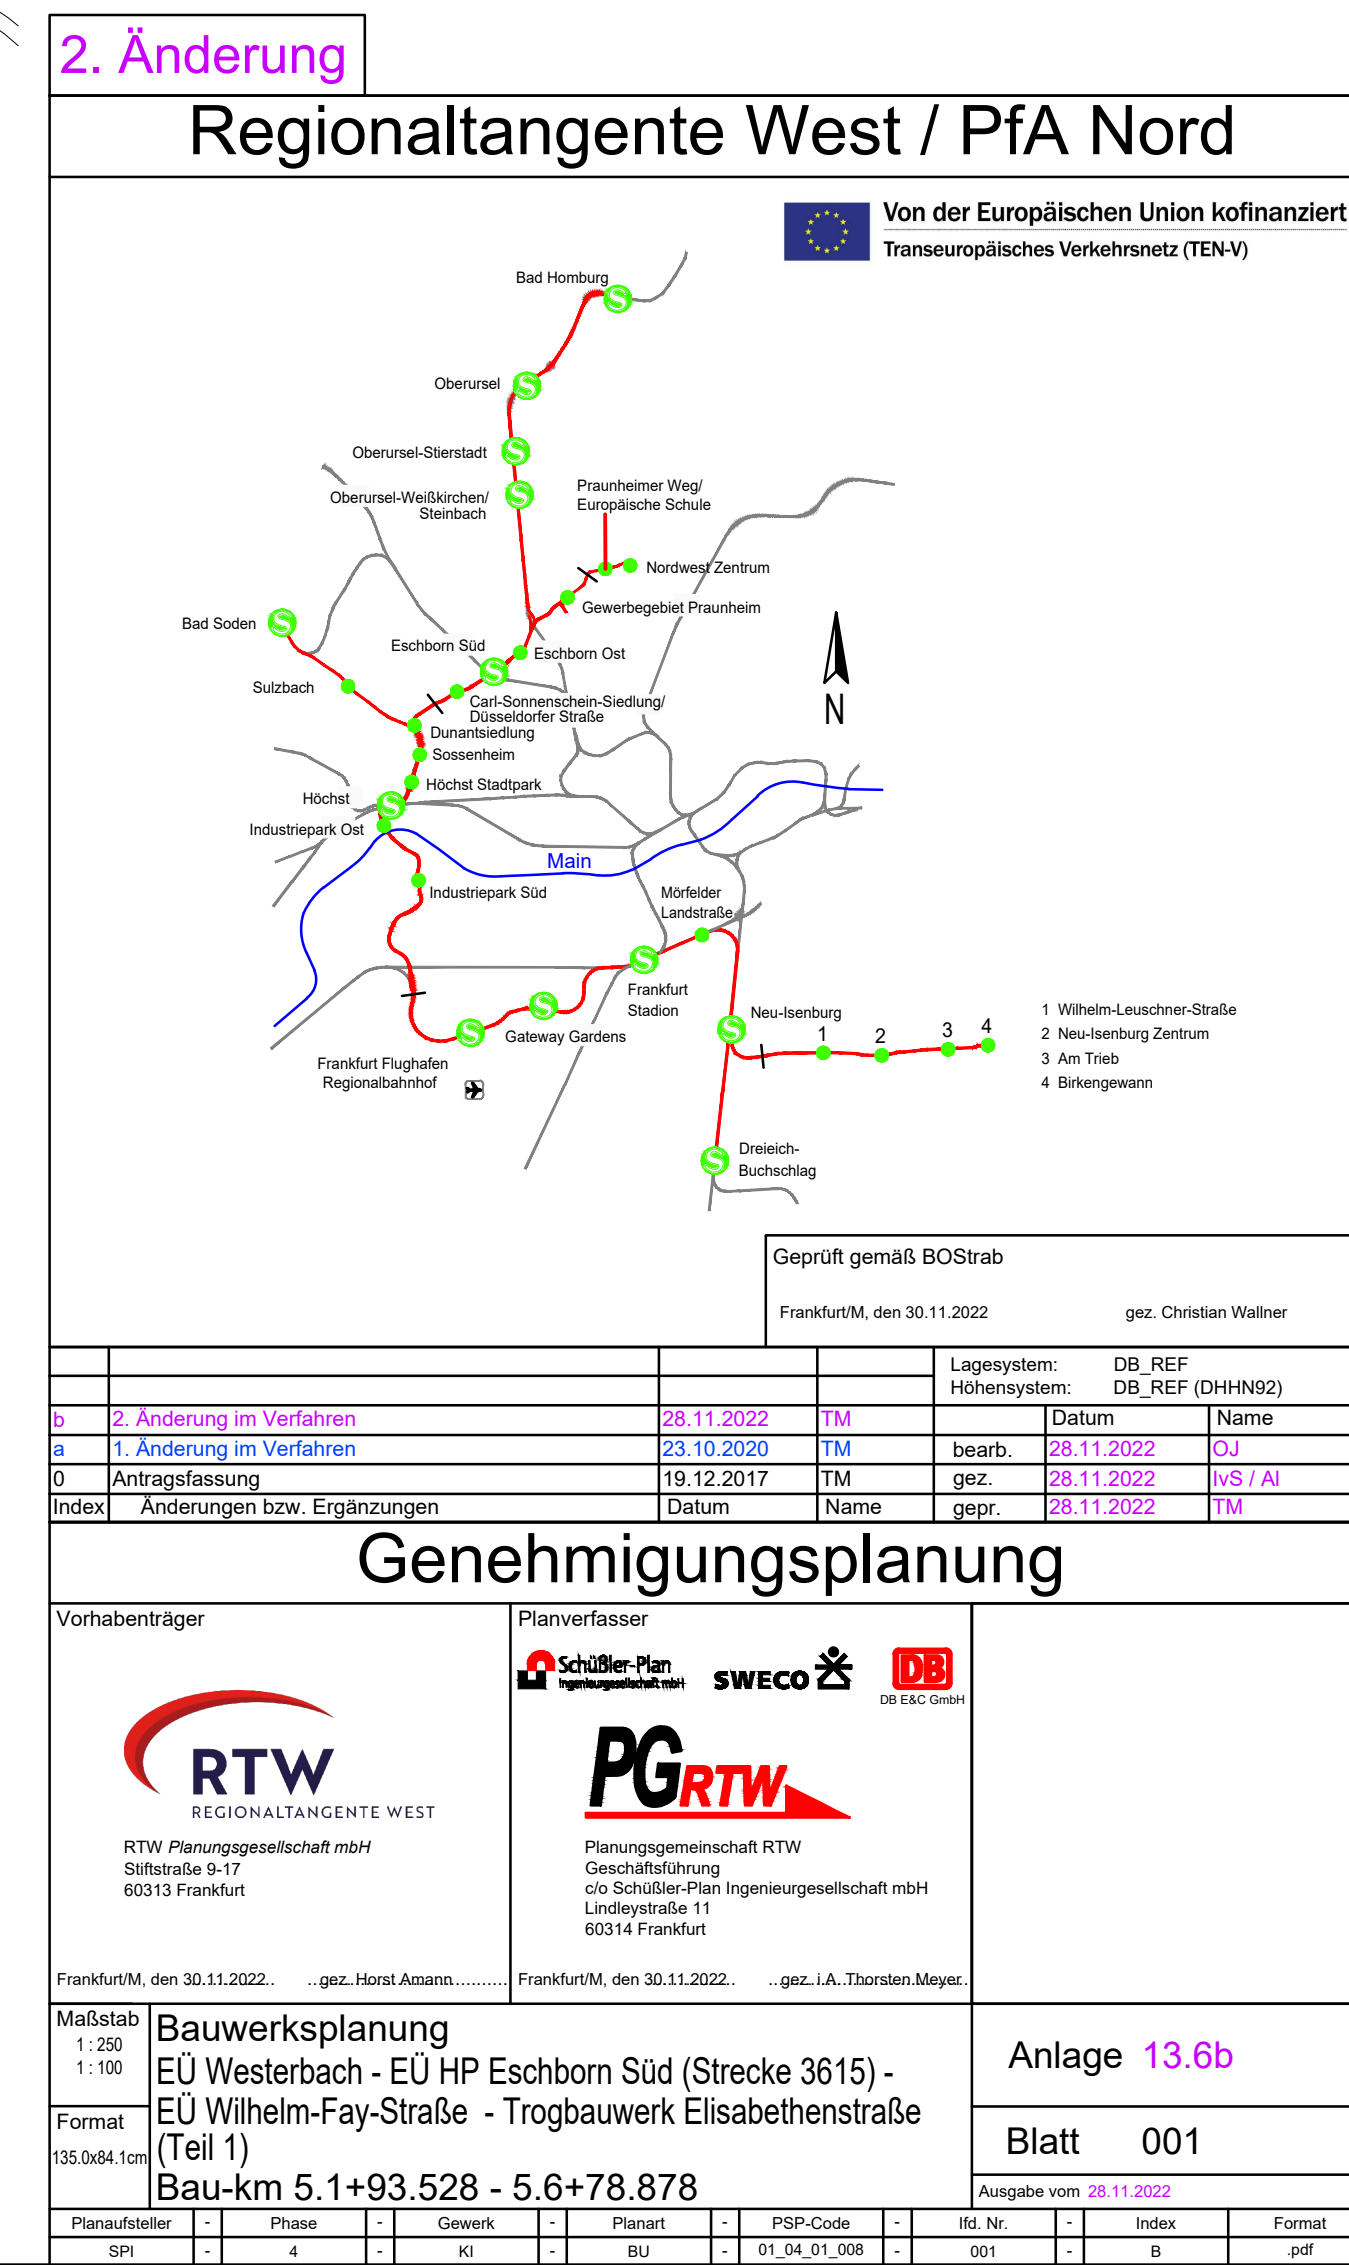 2. Änderung
Regionaltangente West / PfA Nord
Von der Europäischen Union kofinanziert
Transeuropäisches Verkehrsnetz (TEN-V)
Bad Homburg
Oberursel
Oberursel-Stierstadt
Oberursel-Weißkirchen/
Steinbach
Praunheimer Weg/
Europäische Schule
Nordwest Zentrum
Gewerbegebiet Praunheim
Bad Soden
Eschborn Süd
Eschborn Ost
Sulzbach
Carl-Sonnenschein-Siedlung/
Düsseldorfer Straße
Dunantsiedlung
Sossenheim
Höchst Stadtpark
Höchst
Industriepark Ost
N
Main
Industriepark Süd
Mörfelder
Landstraße
Frankfurt
Stadion
Neu-Isenburg
Gateway Gardens
Frankfurt Flughafen
Regionalbahnhof
1 2 3 4
1 Wilhelm-Leuschner-Straße
2 Neu-Isenburg Zentrum
3 Am Trieb
4 Birkengewann
Dreieich-
Buchschlag
Geprüft gemäß BOStrab
Frankfurt/M, den 30.11.2022 gez. Christian Wallner
Lagesystem: DB_REF
Höhensystem: DB_REF (DHHN92)
b 2. Änderung im Verfahren 28.11.2022 TM Datum Name
a 1. Änderung im Verfahren 23.10.2020 TM bearb. 28.11.2022 OJ
0 Antragsfassung 19.12.2017 TM gez. 28.11.2022 IvS / AI
Index Änderungen bzw. Ergänzungen Datum Name gepr. 28.11.2022 TM
Genehmigungsplanung
Vorhabenträger
RTW
REGIONALTANGENTE WEST
RTW Planungsgesellschaft mbH
Stiftstraße 9-17
60313 Frankfurt
Frankfurt/M, den 30.11.2022 gez. Horst Amann
Planverfasser
Schüßler-Plan
Ingenieurgesellschaft mbH
SWECO
DB
DB E&C GmbH
PG RTW
Planungsgemeinschaft RTW
Geschäftsführung
c/o Schüßler-Plan Ingenieurgesellschaft mbH
Lindleystraße 11
60314 Frankfurt
Frankfurt/M, den 30.11.2022 gez. i.A. Thorsten Meyer
Maßstab
1 : 250
1 : 100
Format
135.0x84.1cm
Bauwerksplanung
EÜ Westerbach - EÜ HP Eschborn Süd (Strecke 3615) -
EÜ Wilhelm-Fay-Straße - Trogbauwerk Elisabethenstraße
(Teil 1)
Bau-km 5.1+93.528 - 5.6+78.878
Anlage 13.6b
Blatt 001
Ausgabe vom 28.11.2022
Planaufsteller - Phase - Gewerk - Planart - PSP-Code - lfd. Nr. - Index Format
SPI - 4 - KI - BU - 01_04_01_008 - 001 - B .pdf